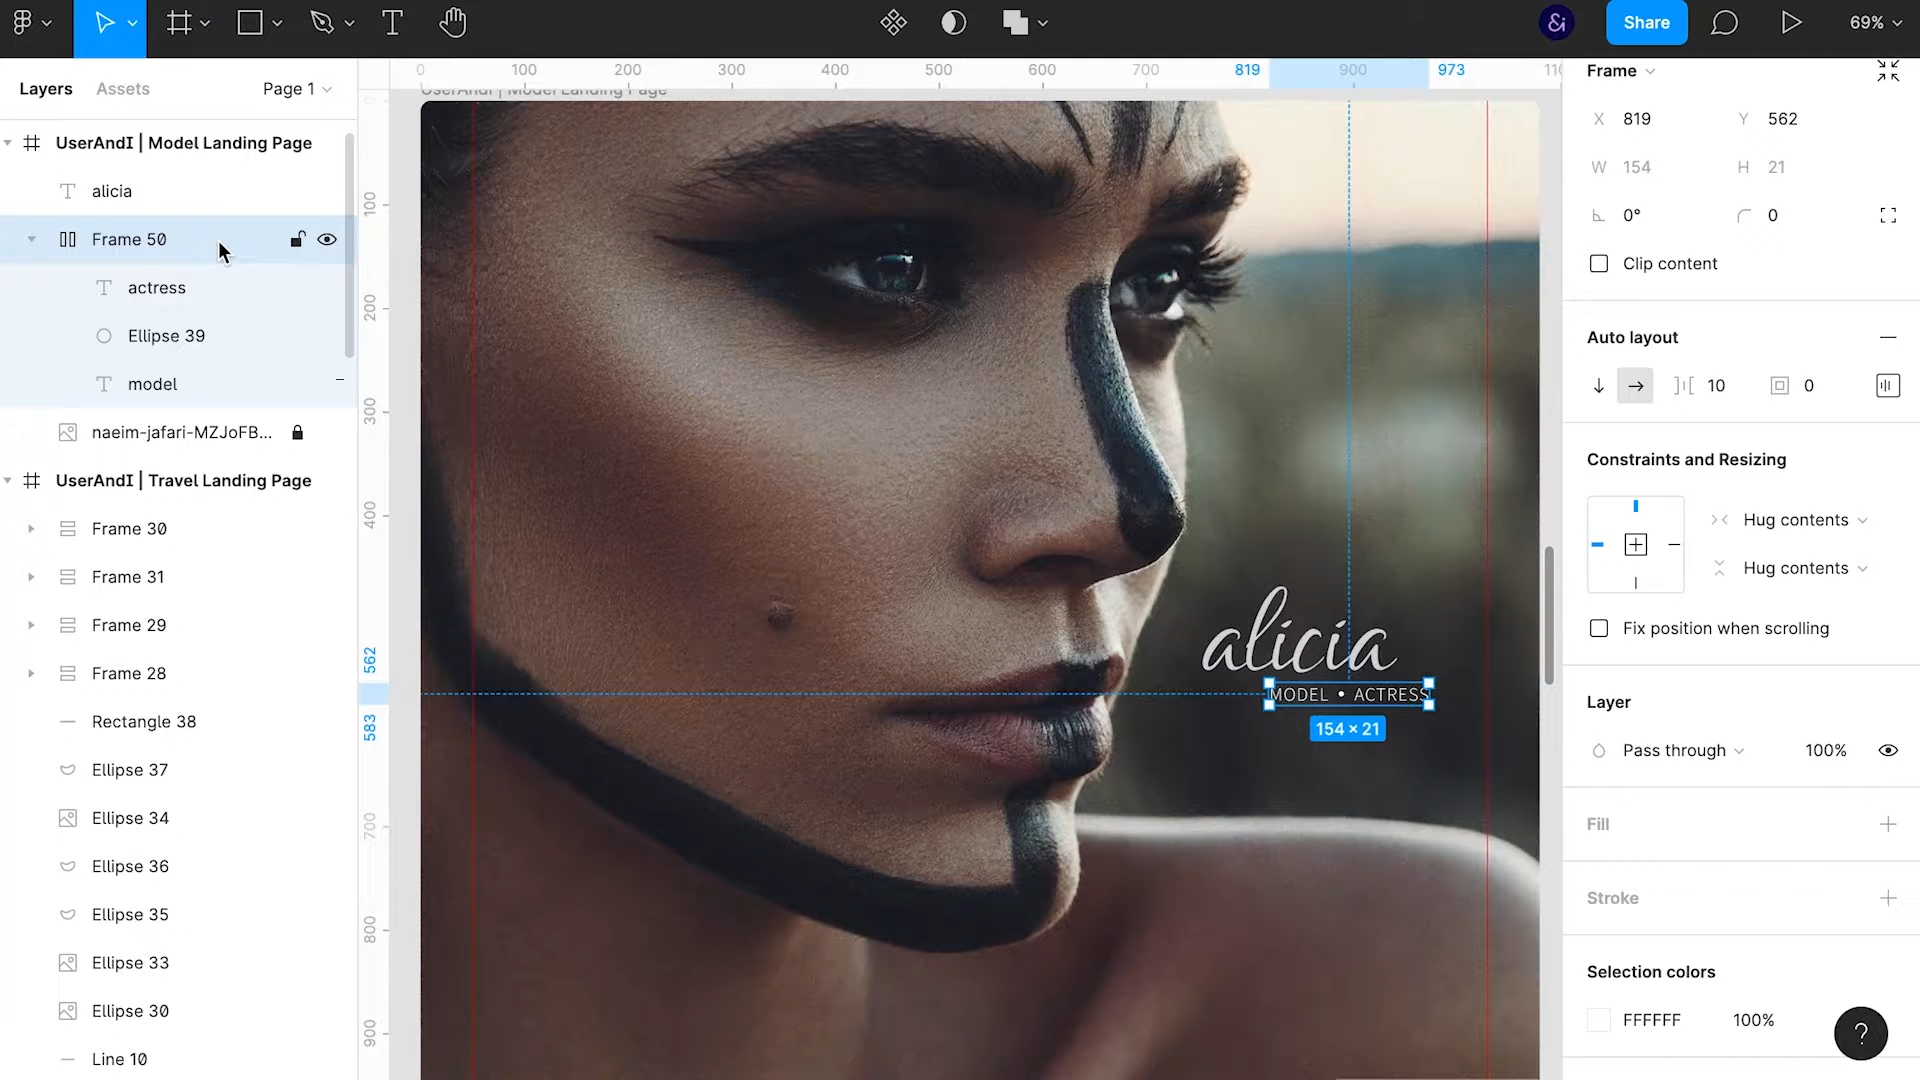 Share
69%
Layers
Assets
Page 1
UserAndI | Model Landing Page
alicia
Frame 50
actress
Ellipse 39
model
naeim-jafari-MZJoFB...
UserAndI | Travel Landing Page
Frame 30
Frame 31
Frame 29
Frame 28
Rectangle 38
Ellipse 37
Ellipse 34
Ellipse 36
Ellipse 35
Ellipse 33
Ellipse 30
Line 10
0 100 200 300 400 500 600 700 819 900 973
UserAndI | Model Landing Page
100
200
300
400
562
583
700
800
900
alicia
MODEL • ACTRESS
154 × 21
Frame
X 819 Y 562
W 154 H 21
0° 0
Clip content
Auto layout
10 0
Constraints and Resizing
Hug contents
Hug contents
Fix position when scrolling
Layer
Pass through 100%
Fill
Stroke
Selection colors
FFFFFF 100%
?